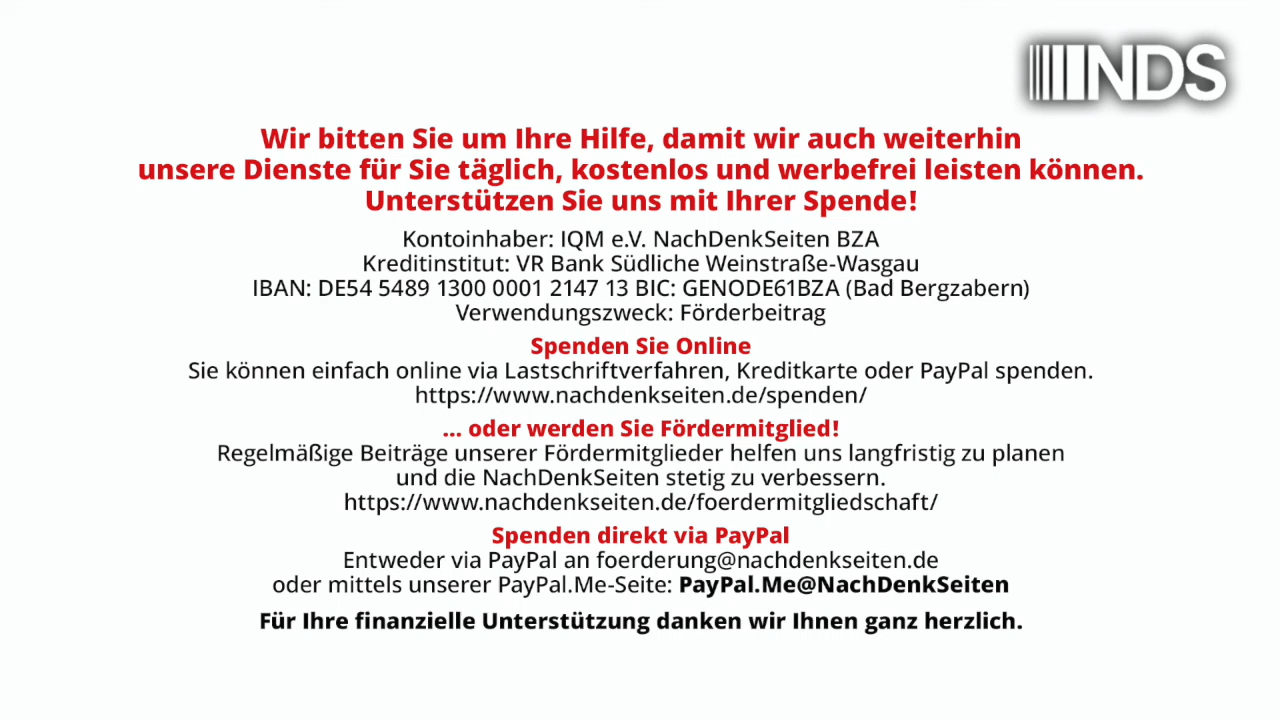 NDS
Wir bitten Sie um Ihre Hilfe, damit wir auch weiterhin
unsere Dienste für Sie täglich, kostenlos und werbefrei leisten können.
Unterstützen Sie uns mit Ihrer Spende!
Kontoinhaber: IQM e.V. NachDenkSeiten BZA
Kreditinstitut: VR Bank Südliche Weinstraße-Wasgau
IBAN: DE54 5489 1300 0001 2147 13 BIC: GENODE61BZA (Bad Bergzabern)
Verwendungszweck: Förderbeitrag
Spenden Sie Online
Sie können einfach online via Lastschriftverfahren, Kreditkarte oder PayPal spenden.
https://www.nachdenkseiten.de/spenden/
... oder werden Sie Fördermitglied!
Regelmäßige Beiträge unserer Fördermitglieder helfen uns langfristig zu planen
und die NachDenkSeiten stetig zu verbessern.
https://www.nachdenkseiten.de/foerdermitgliedschaft/
Spenden direkt via PayPal
Entweder via PayPal an foerderung@nachdenkseiten.de
oder mittels unserer PayPal.Me-Seite: PayPal.Me@NachDenkSeiten
Für Ihre finanzielle Unterstützung danken wir Ihnen ganz herzlich.